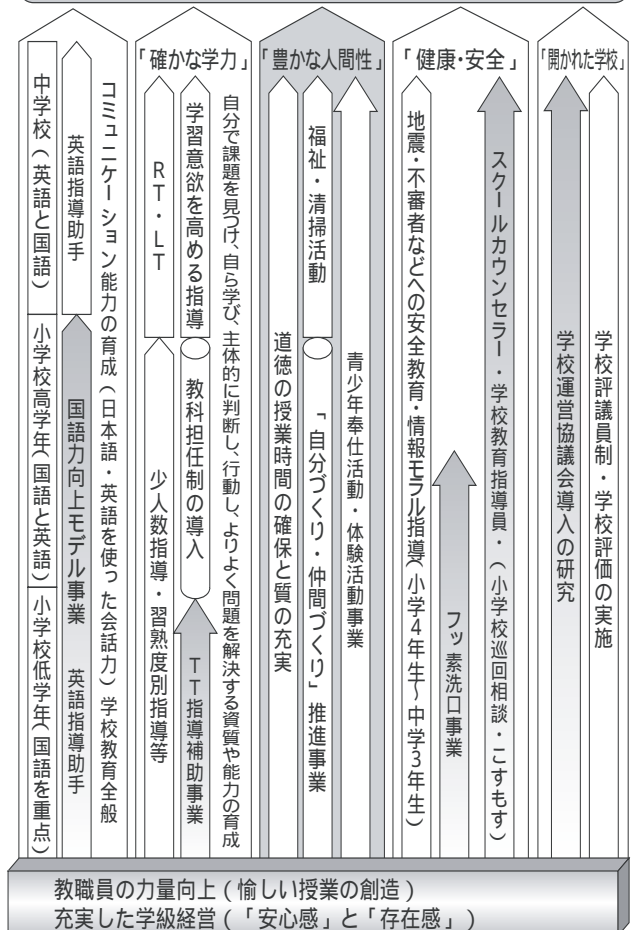 「確かな学力」
「豊かな人間性」
「健康・安全」
「開かれた学校」
中学校(英語と国語)
小学校高学年(国語と英語)
小学校低学年(国語を重点)
英語指導助手
国語力向上モデル事業 英語指導助手
コミュニケーション能力の育成(日本語・英語を使った会話力)学校教育全般
RT・LT
少人数指導・習熟度別指導等
学習意欲を高める指導
教科担任制の導入
TT指導補助事業
自分で課題を見つけ、自ら学び、主体的に判断し、行動し、よりよく問題を解決する資質や能力の育成
道徳の授業時間の確保と質の充実
福祉・清掃活動
「自分づくり・仲間づくり」推進事業
青少年奉仕活動・体験活動事業
地震・不審者などへの安全教育・情報モラル指導(小学4年生〜中学3年生)
フッ素洗口事業
スクールカウンセラー・学校教育指導員・(小学校巡回相談・こすもす)
学校運営協議会導入の研究
学校評議員制・学校評価の実施
教職員の力量向上(愉しい授業の創造)
充実した学級経営(「安心感」と「存在感」)